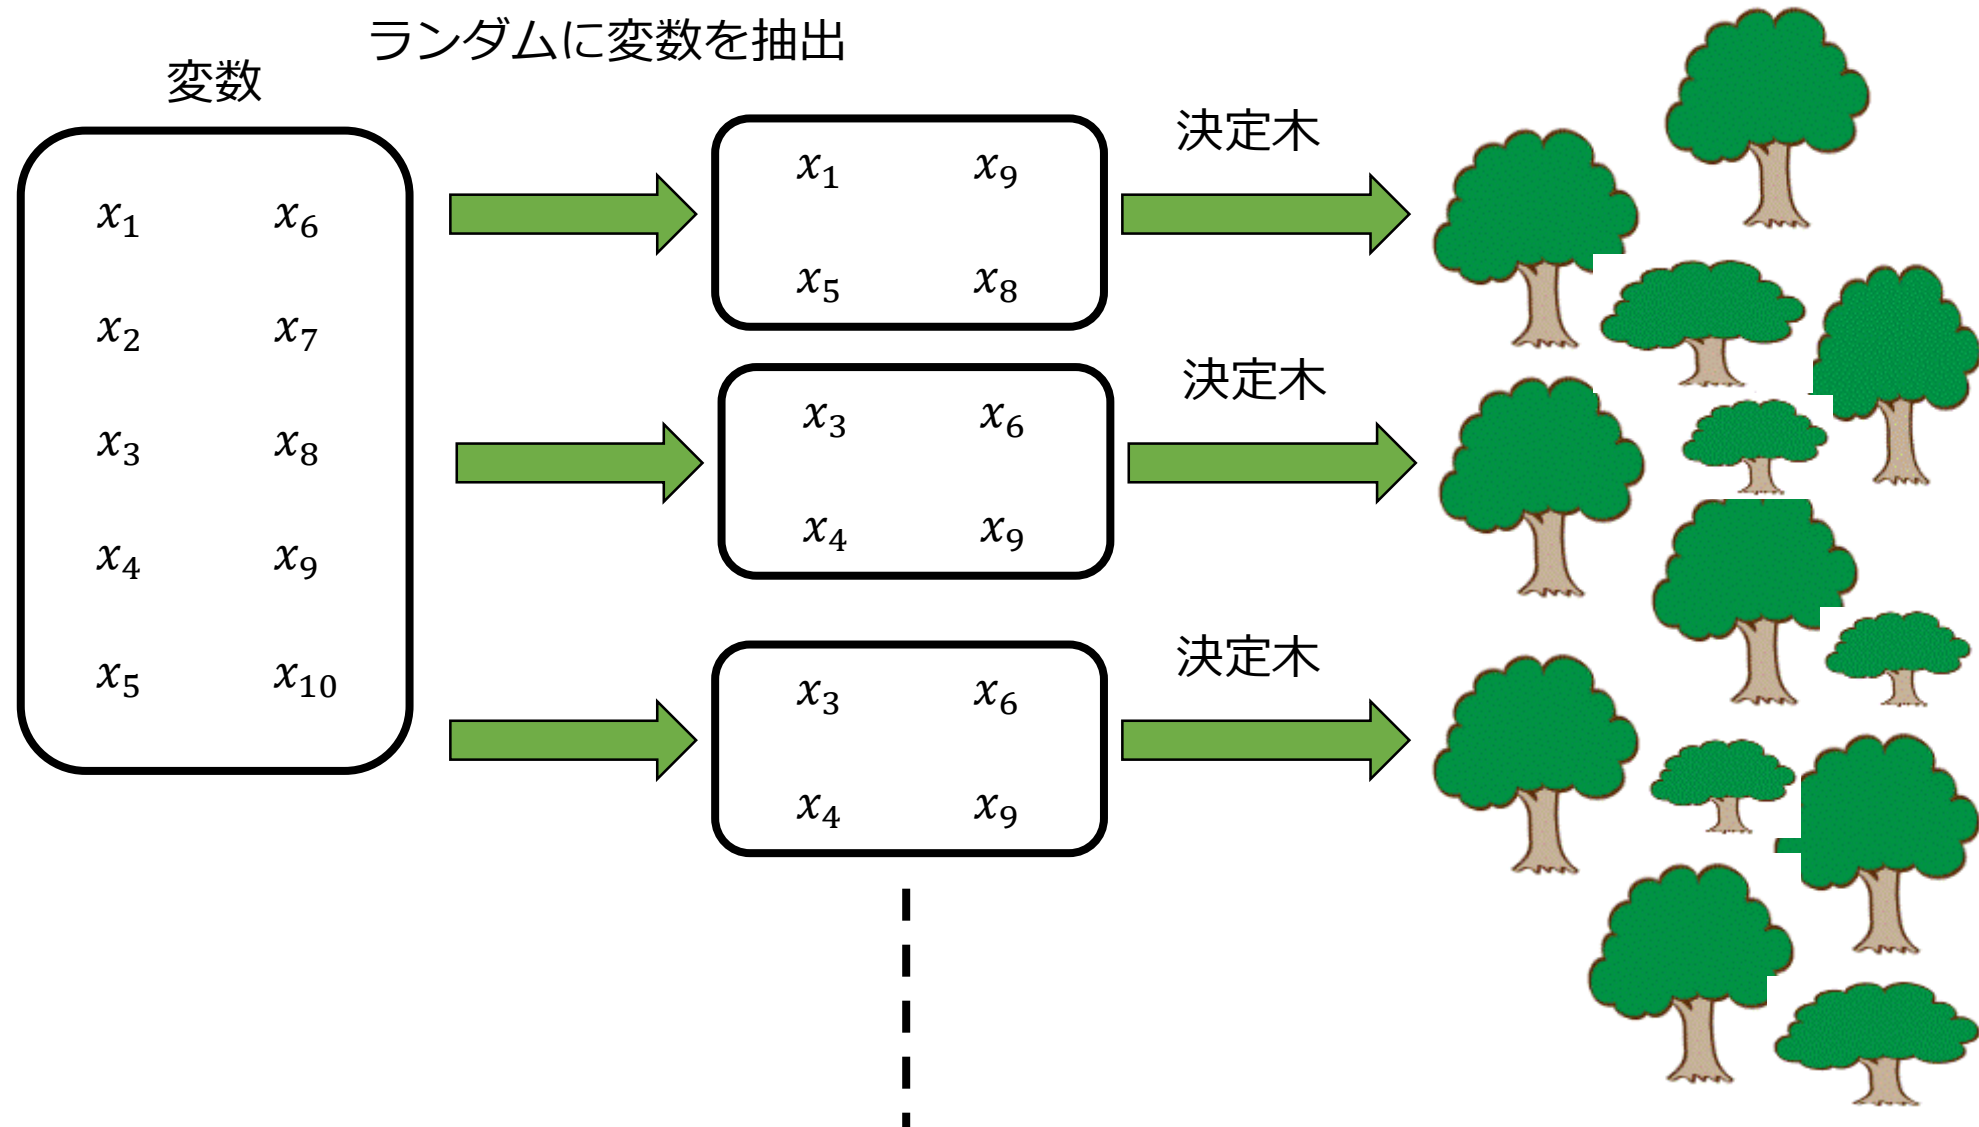 ランダムに変数を抽出
変数
x₁ x₆
x₂ x₇
x₃ x₈
x₄ x₉
x₅ x₁₀
x₁ x₉
x₅ x₈
決定木
x₃ x₆
x₄ x₉
決定木
x₃ x₆
x₄ x₉
決定木